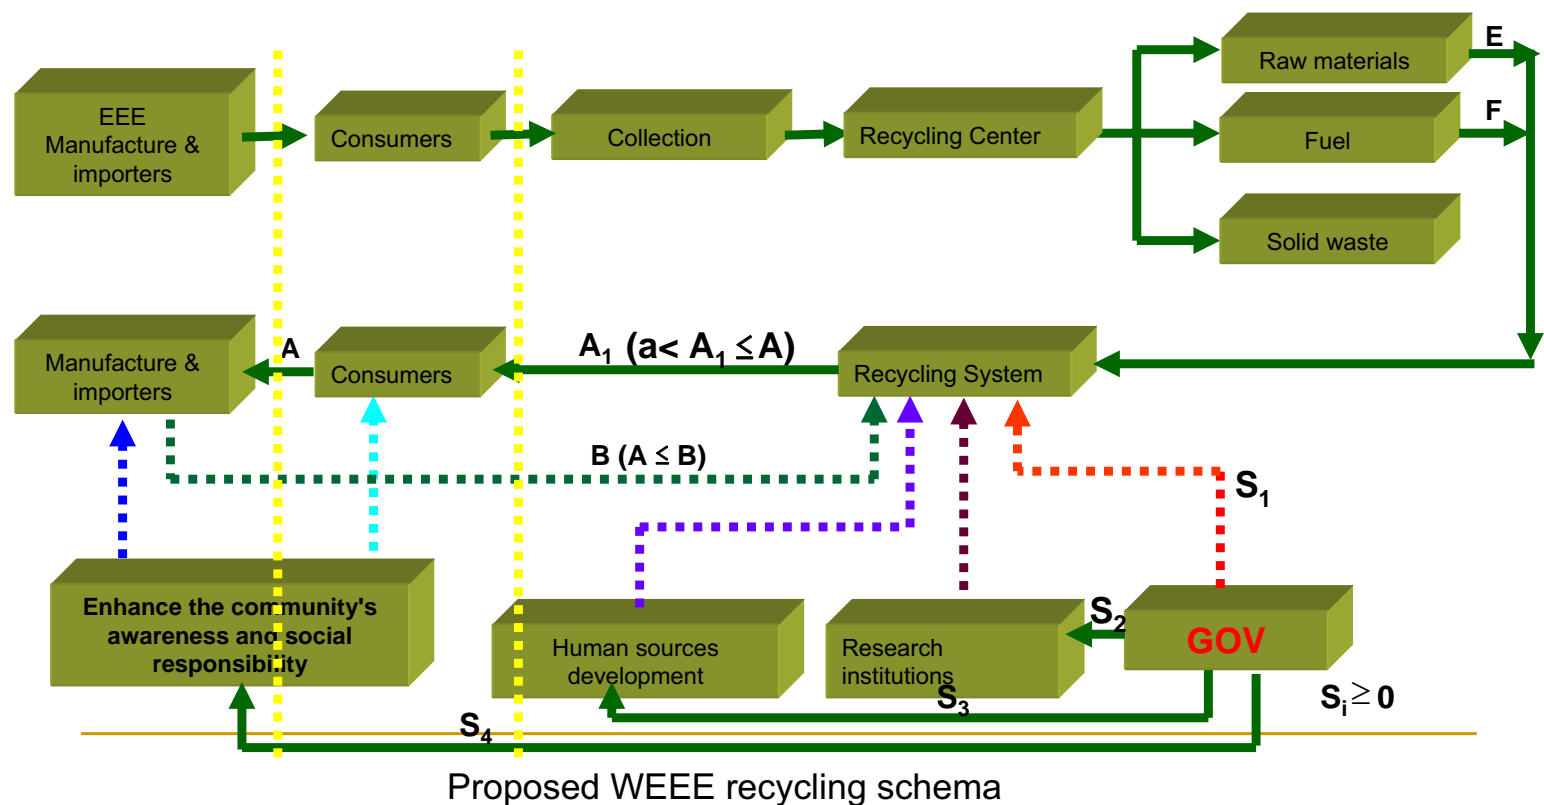 EEE
Manufacture &
importers
Consumers
Collection
Recycling Center
Raw materials
E
Fuel
F
Solid waste
Manufacture &
importers
A
Consumers
A₁ (a< A₁ ≤A)
Recycling System
B (A ≤ B)
S₁
Enhance the community's
awareness and social
responsibility
Human sources
development
Research
institutions
S₂
GOV
S₃
Sᵢ ≥ 0
S₄
Proposed WEEE recycling schema